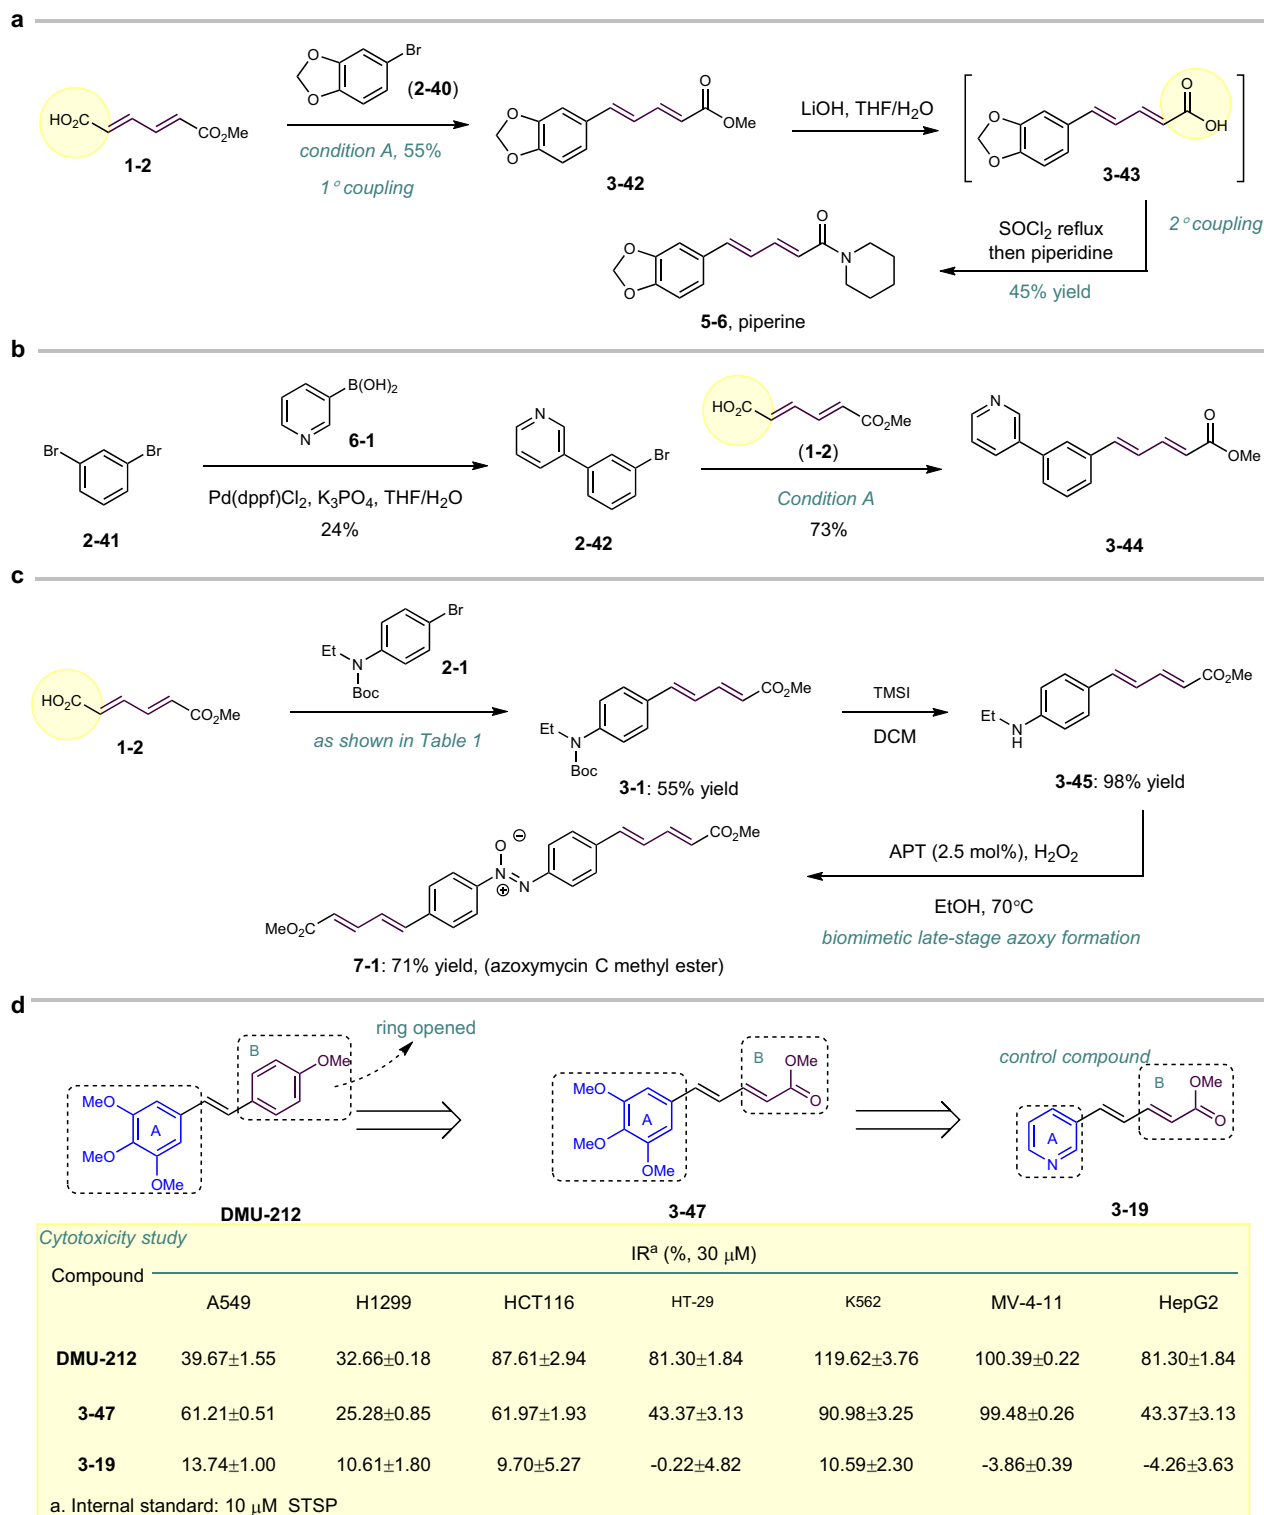 a
HO2C
CO2Me
1-2
Br
O
O
(2-40)
condition A, 55%
1° coupling
O
O
O
OMe
3-42
LiOH, THF/H2O
O
O
O
OH
3-43
2° coupling
SOCl2 reflux
then piperidine
45% yield
O
O
O
N
5-6, piperine
b
Br
Br
2-41
B(OH)2
N
6-1
Pd(dppf)Cl2, K3PO4, THF/H2O
24%
N
Br
2-42
HO2C
CO2Me
(1-2)
Condition A
73%
N
O
OMe
3-44
c
HO2C
CO2Me
1-2
Br
Et
N
Boc
2-1
as shown in Table 1
CO2Me
Et
N
Boc
3-1: 55% yield
TMSI
DCM
CO2Me
Et
N
H
3-45: 98% yield
APT (2.5 mol%), H2O2
EtOH, 70°C
biomimetic late-stage azoxy formation
CO2Me
O
⊖
N
⊕
N
MeO2C
7-1: 71% yield, (azoxymycin C methyl ester)
d
ring opened
B
OMe
MeO
A
MeO
OMe
DMU-212
B
OMe
O
MeO
A
MeO
OMe
3-47
control compound
B
OMe
O
A
N
3-19
Cytotoxicity study
Compound
IRa (%, 30 μM)
A549 H1299 HCT116 HT-29 K562 MV-4-11 HepG2
DMU-212 39.67±1.55 32.66±0.18 87.61±2.94 81.30±1.84 119.62±3.76 100.39±0.22 81.30±1.84
3-47 61.21±0.51 25.28±0.85 61.97±1.93 43.37±3.13 90.98±3.25 99.48±0.26 43.37±3.13
3-19 13.74±1.00 10.61±1.80 9.70±5.27 -0.22±4.82 10.59±2.30 -3.86±0.39 -4.26±3.63
a. Internal standard: 10 μM STSP